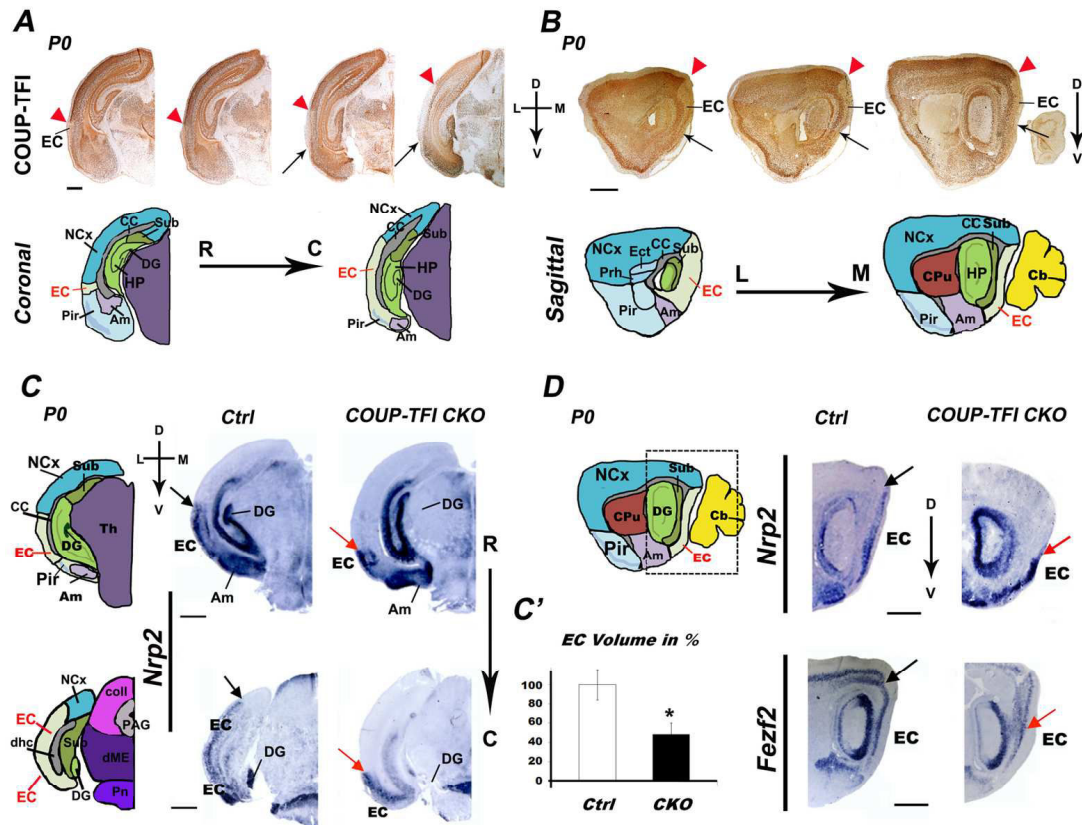 A
P0
COUP-TFI
EC
D
L M
V
Coronal
NCx
CC
Sub
DG
HP
EC
Pir
Am
R C
NCx
CC
Sub
EC
HP
DG
Pir
Am
B
P0
EC
EC
EC
D
V
Sagittal
NCx
Ect
CC
Sub
Prh
Pir
Am
EC
L M
NCx
CC Sub
CPu
HP
Cb
Am
EC
C
P0
Ctrl
COUP-TFI CKO
D
L M
V
NCx
Sub
CC
Th
DG
EC
Pir
Am
DG
EC
Am
DG
EC
Am
R
C
Nrp2
NCx
coll
EC
PAG
dhc
Sub
dME
EC
DG
Pn
DG
EC
DG
EC
C'
EC Volume in %
100
80
60
40
20
0
*
Ctrl CKO
D
P0
Ctrl
COUP-TFI CKO
NCx
Sub
CPu
DG
Cb
Pir
Am
EC
Nrp2
EC
D
V
EC
Fezf2
EC
EC